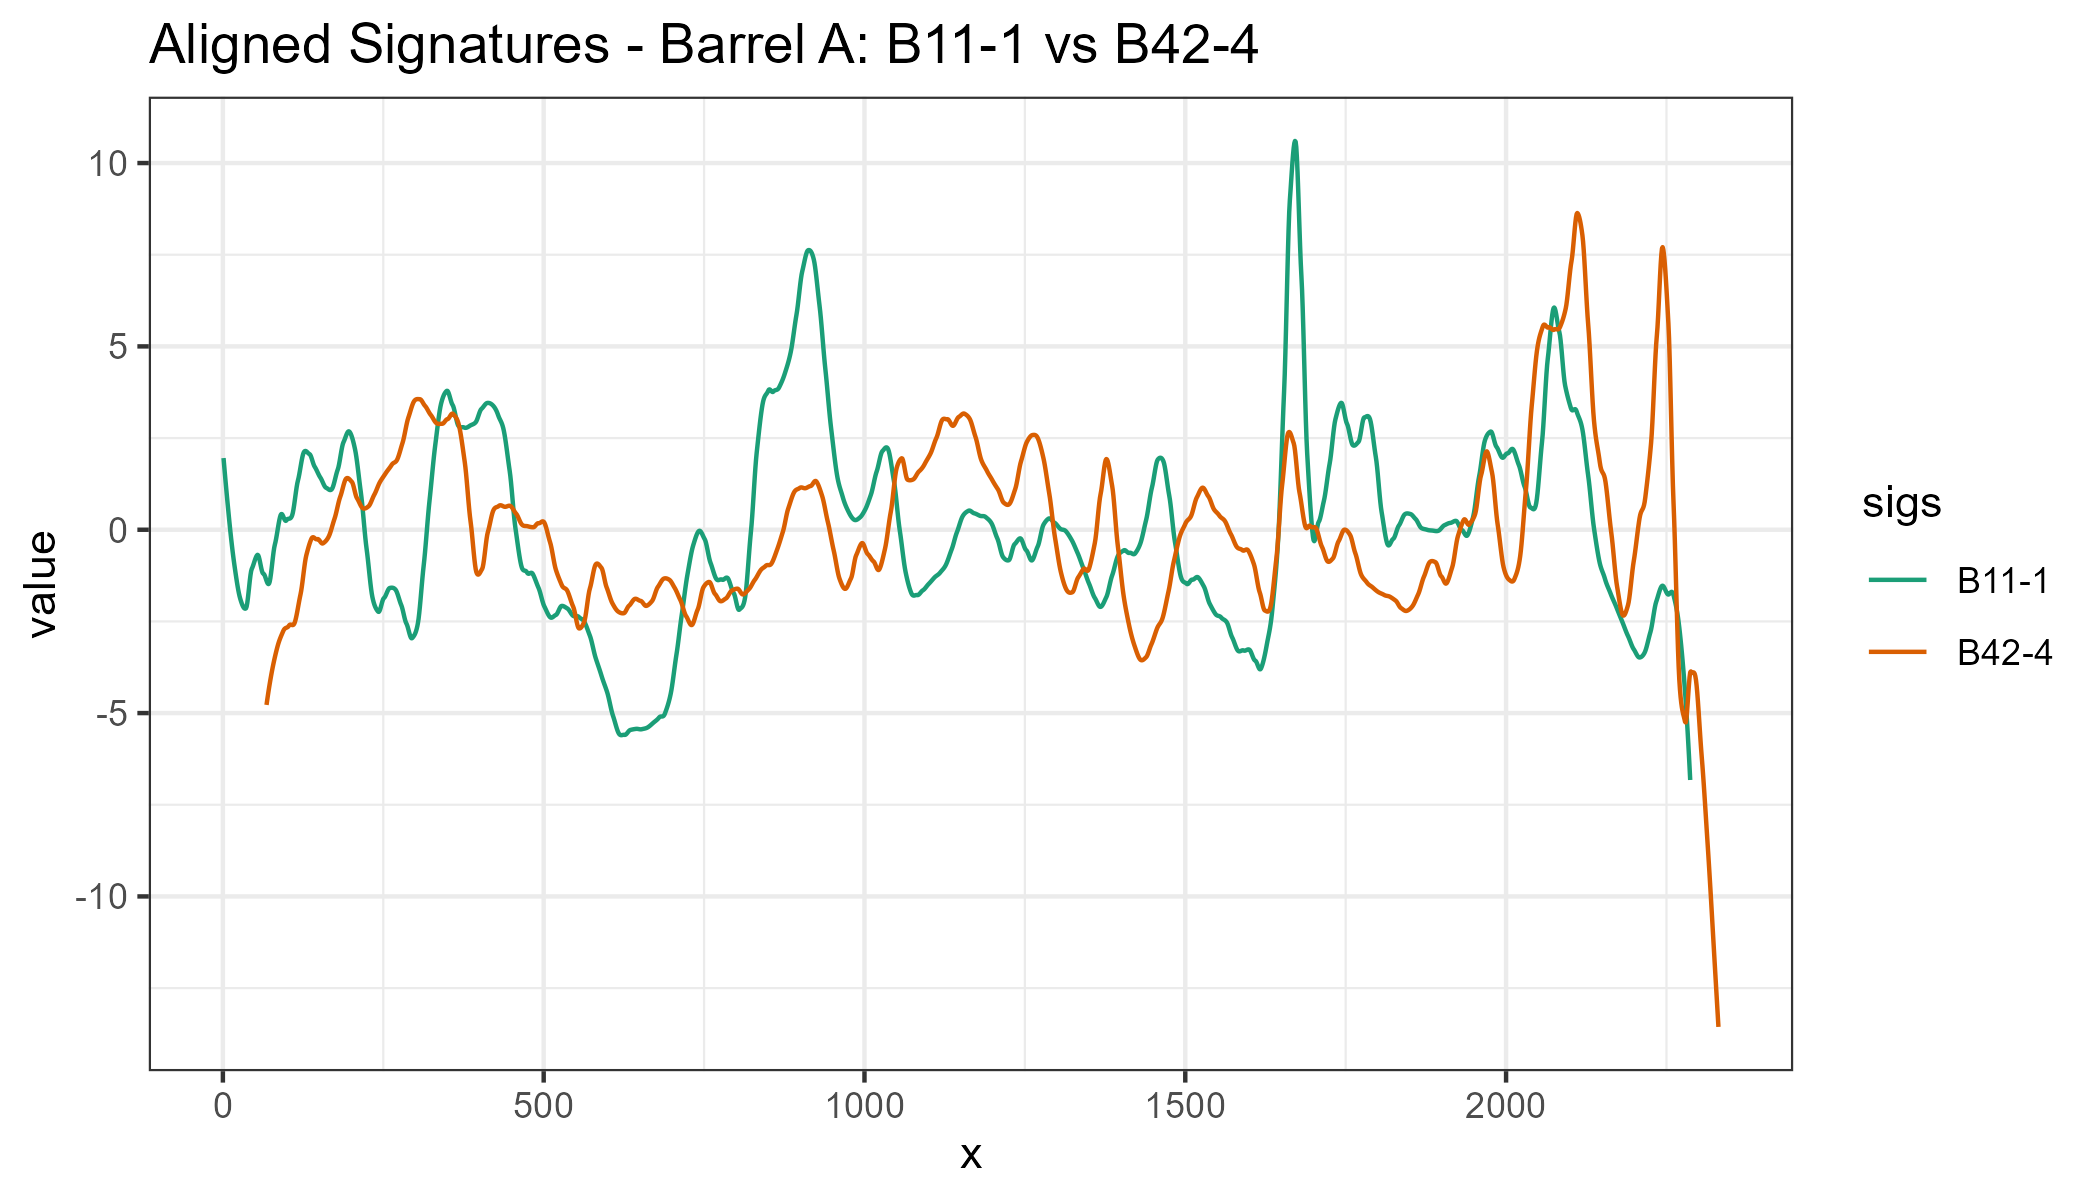 Aligned Signatures - Barrel A: B11-1 vs B42-4
10
5
0
-5
-10
value
0 500 1000 1500 2000
x
sigs
B11-1
B42-4